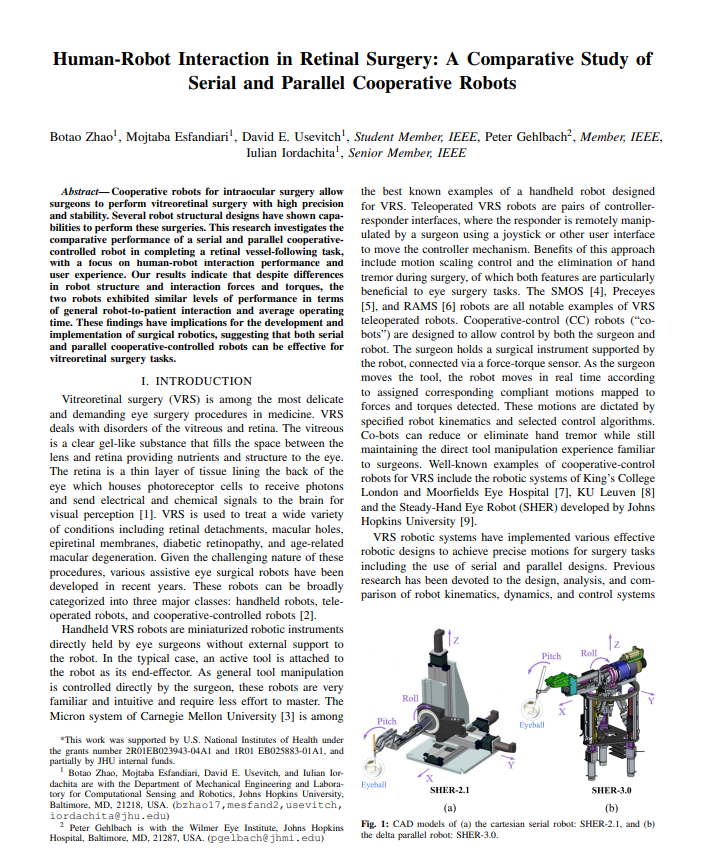 Human-Robot Interaction in Retinal Surgery: A Comparative Study of
Serial and Parallel Cooperative Robots
Botao Zhao1, Mojtaba Esfandiari1, David E. Usevitch1, Student Member, IEEE, Peter Gehlbach2, Member, IEEE,
Iulian Iordachita1, Senior Member, IEEE
Abstract— Cooperative robots for intraocular surgery allow
surgeons to perform vitreoretinal surgery with high precision
and stability. Several robot structural designs have shown capa-
bilities to perform these surgeries. This research investigates the
comparative performance of a serial and parallel cooperative-
controlled robot in completing a retinal vessel-following task,
with a focus on human-robot interaction performance and
user experience. Our results indicate that despite differences
in robot structure and interaction forces and torques, the
two robots exhibited similar levels of performance in terms
of general robot-to-patient interaction and average operating
time. These findings have implications for the development and
implementation of surgical robotics, suggesting that both serial
and parallel cooperative-controlled robots can be effective for
vitreoretinal surgery tasks.
I. INTRODUCTION
Vitreoretinal surgery (VRS) is among the most delicate
and demanding eye surgery procedures in medicine. VRS
deals with disorders of the vitreous and retina. The vitreous
is a clear gel-like substance that fills the space between the
lens and retina providing nutrients and structure to the eye.
The retina is a thin layer of tissue lining the back of the
eye which houses photoreceptor cells to receive photons
and send electrical and chemical signals to the brain for
visual perception [1]. VRS is used to treat a wide variety
of conditions including retinal detachments, macular holes,
epiretinal membranes, diabetic retinopathy, and age-related
macular degeneration. Given the challenging nature of these
procedures, various assistive eye surgical robots have been
developed in recent years. These robots can be broadly
categorized into three major classes: handheld robots, tele-
operated robots, and cooperative-controlled robots [2].
Handheld VRS robots are miniaturized robotic instruments
directly held by eye surgeons without external support to
the robot. In the typical case, an active tool is attached to
the robot as its end-effector. As general tool manipulation
is controlled directly by the surgeon, these robots are very
familiar and intuitive and require less effort to master. The
Micron system of Carnegie Mellon University [3] is among
*This work was supported by U.S. National Institutes of Health under
the grants number 2R01EB023943-04A1 and 1R01 EB025883-01A1, and
partially by JHU internal funds.
1 Botao Zhao, Mojtaba Esfandiari, David E. Usevitch, and Iulian Ior-
dachita are with the Department of Mechanical Engineering and Labora-
tory for Computational Sensing and Robotics, Johns Hopkins University,
Baltimore, MD, 21218, USA. (bzhao17,mesfand2,usevitch,
iordachita@jhu.edu)
2 Peter Gehlbach is with the Wilmer Eye Institute, Johns Hopkins
Hospital, Baltimore, MD, 21287, USA. (pgelbach@jhmi.edu)
the best known examples of a handheld robot designed
for VRS. Teleoperated VRS robots are pairs of controller-
responder interfaces, where the responder is remotely manip-
ulated by a surgeon using a joystick or other user interface
to move the controller mechanism. Benefits of this approach
include motion scaling control and the elimination of hand
tremor during surgery, of which both features are particularly
beneficial to eye surgery tasks. The SMOS [4], Preceyes
[5], and RAMS [6] robots are all notable examples of VRS
teleoperated robots. Cooperative-control (CC) robots (“co-
bots”) are designed to allow control by both the surgeon and
robot. The surgeon holds a surgical instrument supported by
the robot, connected via a force-torque sensor. As the surgeon
moves the tool, the robot moves in real time according
to assigned corresponding compliant motions mapped to
forces and torques detected. These motions are dictated by
specified robot kinematics and selected control algorithms.
Co-bots can reduce or eliminate hand tremor while still
maintaining the direct tool manipulation experience familiar
to surgeons. Well-known examples of cooperative-control
robots for VRS include the robotic systems of King's College
London and Moorfields Eye Hospital [7], KU Leuven [8]
and the Steady-Hand Eye Robot (SHER) developed by Johns
Hopkins University [9].
VRS robotic systems have implemented various effective
robotic designs to achieve precise motions for surgery tasks
including the use of serial and parallel designs. Previous
research has been devoted to the design, analysis, and com-
parison of robot kinematics, dynamics, and control systems
Z
Roll
Pitch
Eyeball
X
Y
SHER-2.1
(a)
Pitch
Roll
Z
X
Y
Eyeball
SHER-3.0
(b)
Fig. 1: CAD models of (a) the cartesian serial robot: SHER-2.1, and (b)
the delta parallel robot: SHER-3.0.